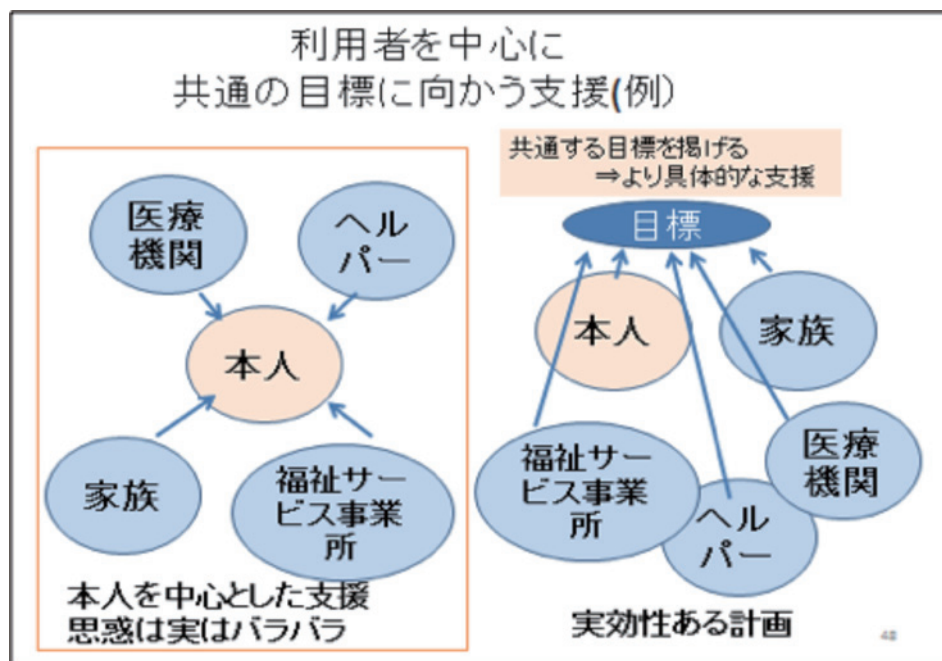 利用者を中心に
共通の目標に向かう支援(例)
医療
機関
ヘル
パー
本人
家族
福祉サー
ビス事業
所
本人を中心とした支援
思惑は実はバラバラ
共通する目標を掲げる
⇒より具体的な支援
目標
本人
家族
福祉サー
ビス事業
所
ヘル
パー
医療
機関
実効性ある計画
48